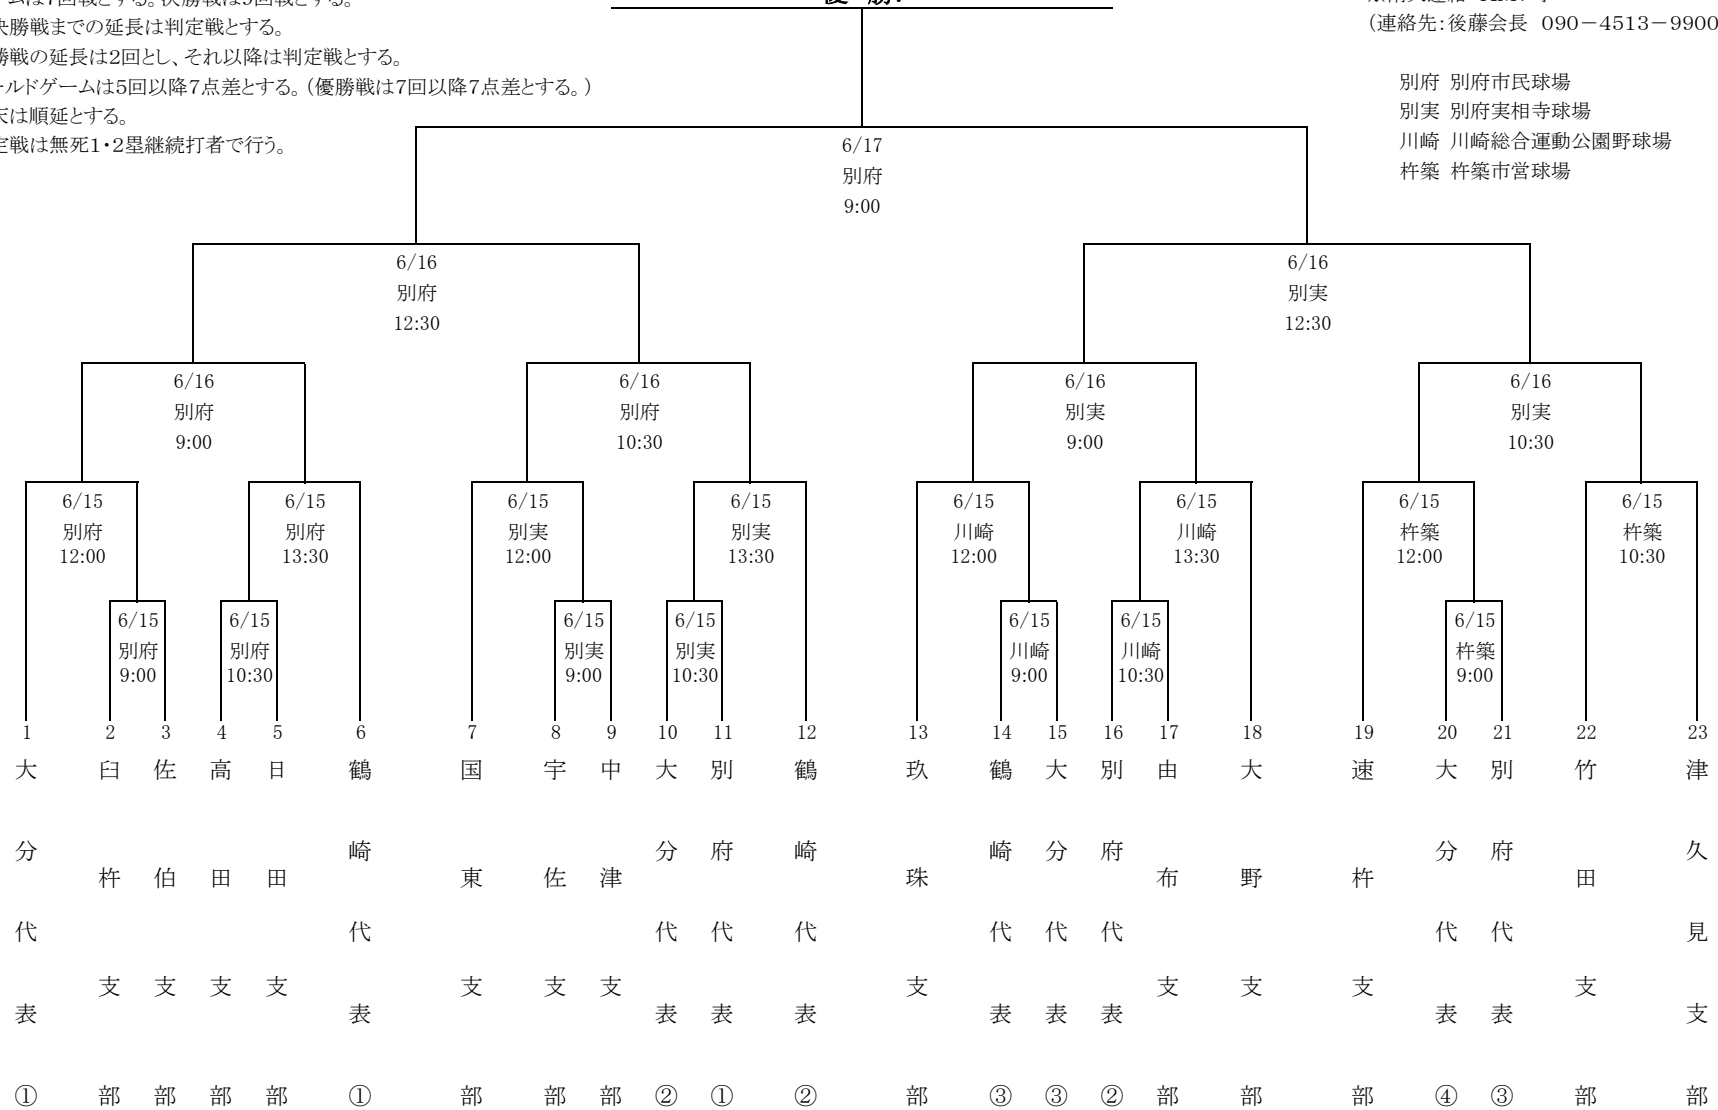 決勝戦は9回戦とする。
決勝戦までの延長は判定戦とする。
勝戦の延長は2回とし、それ以降は判定戦とする。
ールドゲームは5回以降7点差とする。(優勝戦は7回以降7点差とする。)
天は順延とする。
定戦は無死1・2塁継続打者で行う。
(連絡先:後藤会長 090-4513-9900
別府 別府市民球場
別実 別府実相寺球場
川崎 川崎総合運動公園野球場
杵築 杵築市営球場
6/17
別府
9:00
6/16
別府
12:30
6/16
別実
12:30
6/16
別府
9:00
6/16
別府
10:30
6/16
別実
9:00
6/16
別実
10:30
6/15
別府
12:00
6/15
別府
13:30
6/15
別実
12:00
6/15
別実
13:30
6/15
川崎
12:00
6/15
川崎
13:30
6/15
杵築
12:00
6/15
杵築
10:30
6/15
別府
9:00
6/15
別府
10:30
6/15
別実
9:00
6/15
別実
10:30
6/15
川崎
9:00
6/15
川崎
10:30
6/15
杵築
9:00
1
大分代表①
2
臼杵支部
3
佐伯支部
4
高田支部
5
日田支部
6
鶴崎代表①
7
国東支部
8
宇佐支部
9
中津支部
10
大分代表②
11
別府代表①
12
鶴崎代表②
13
玖珠支部
14
鶴崎代表③
15
大分代表③
16
別府代表②
17
由布支部
18
大野支部
19
速杵支部
20
大分代表④
21
別府代表③
22
竹田支部
23
津久見支部